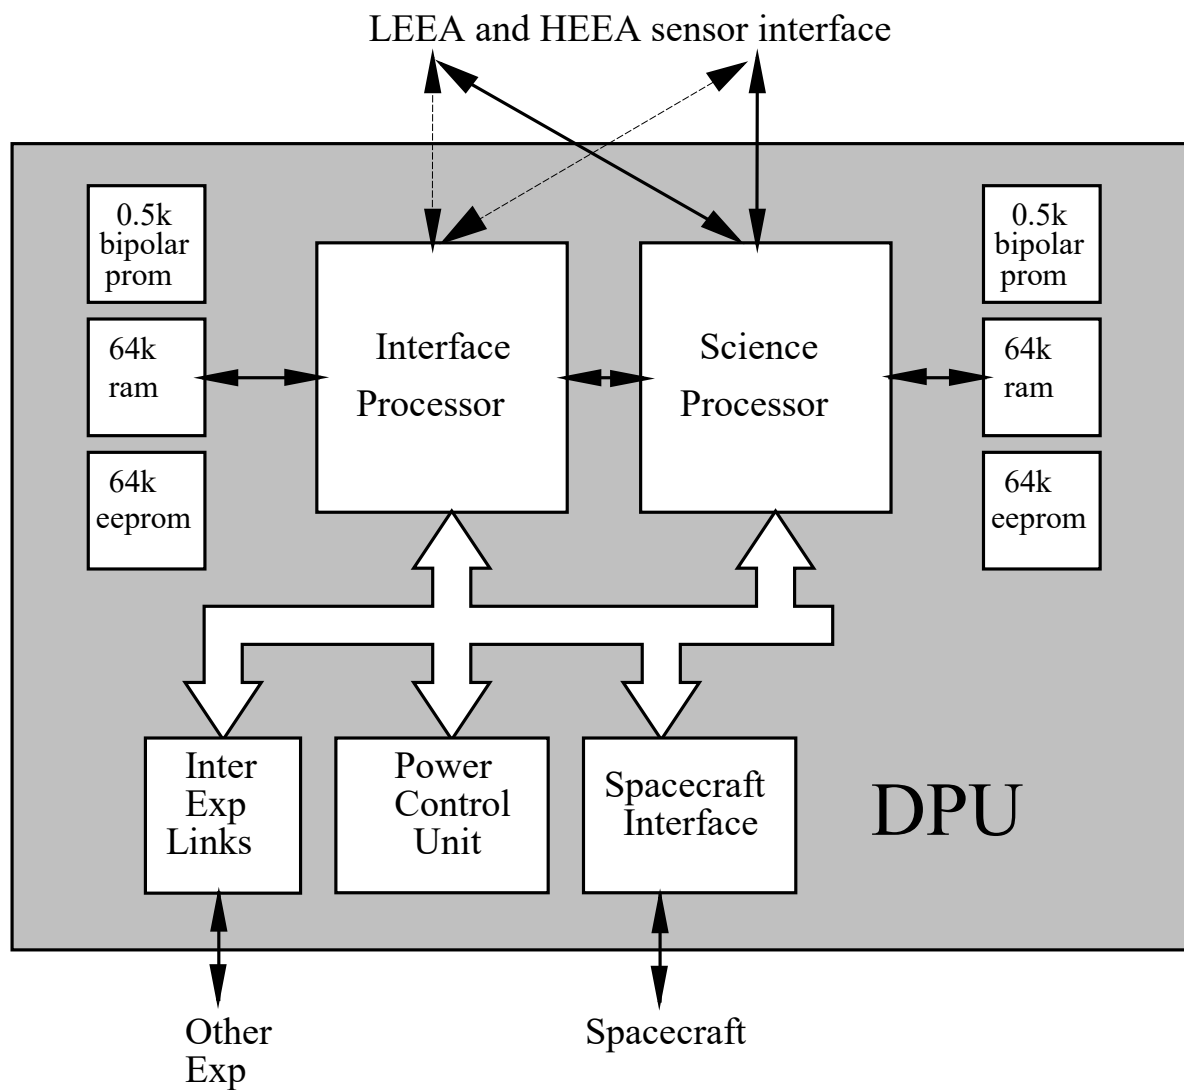 LEEA and HEEA sensor interface
0.5k
bipolar
prom
64k
ram
64k
eeprom
Interface
Processor
Science
Processor
0.5k
bipolar
prom
64k
ram
64k
eeprom
Inter
Exp
Links
Power
Control
Unit
Spacecraft
Interface
DPU
Other
Exp
Spacecraft